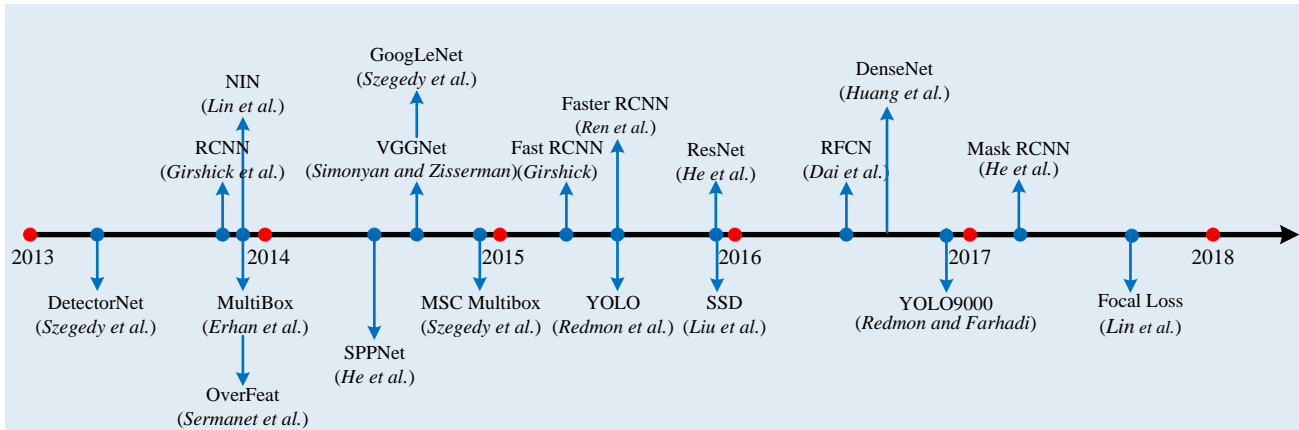 GoogLeNet
(Szegedy et al.)
DenseNet
(Huang et al.)
NIN
(Lin et al.)
Faster RCNN
(Ren et al.)
RCNN
(Girshick et al.)
VGGNet
(Simonyan and Zisserman)
Fast RCNN
(Girshick)
ResNet
(He et al.)
RFCN
(Dai et al.)
Mask RCNN
(He et al.)
2013
2014
2015
2016
2017
2018
DetectorNet
(Szegedy et al.)
MultiBox
(Erhan et al.)
MSC Multibox
(Szegedy et al.)
YOLO
(Redmon et al.)
SSD
(Liu et al.)
YOLO9000
(Redmon and Farhadi)
Focal Loss
(Lin et al.)
SPPNet
(He et al.)
OverFeat
(Sermanet et al.)